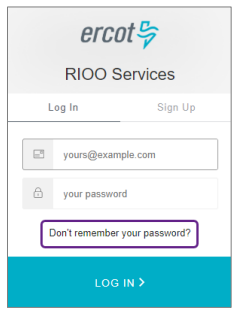 ercot
RIOO Services
Log In Sign Up
yours@example.com
your password
Don't remember your password?
LOG IN >